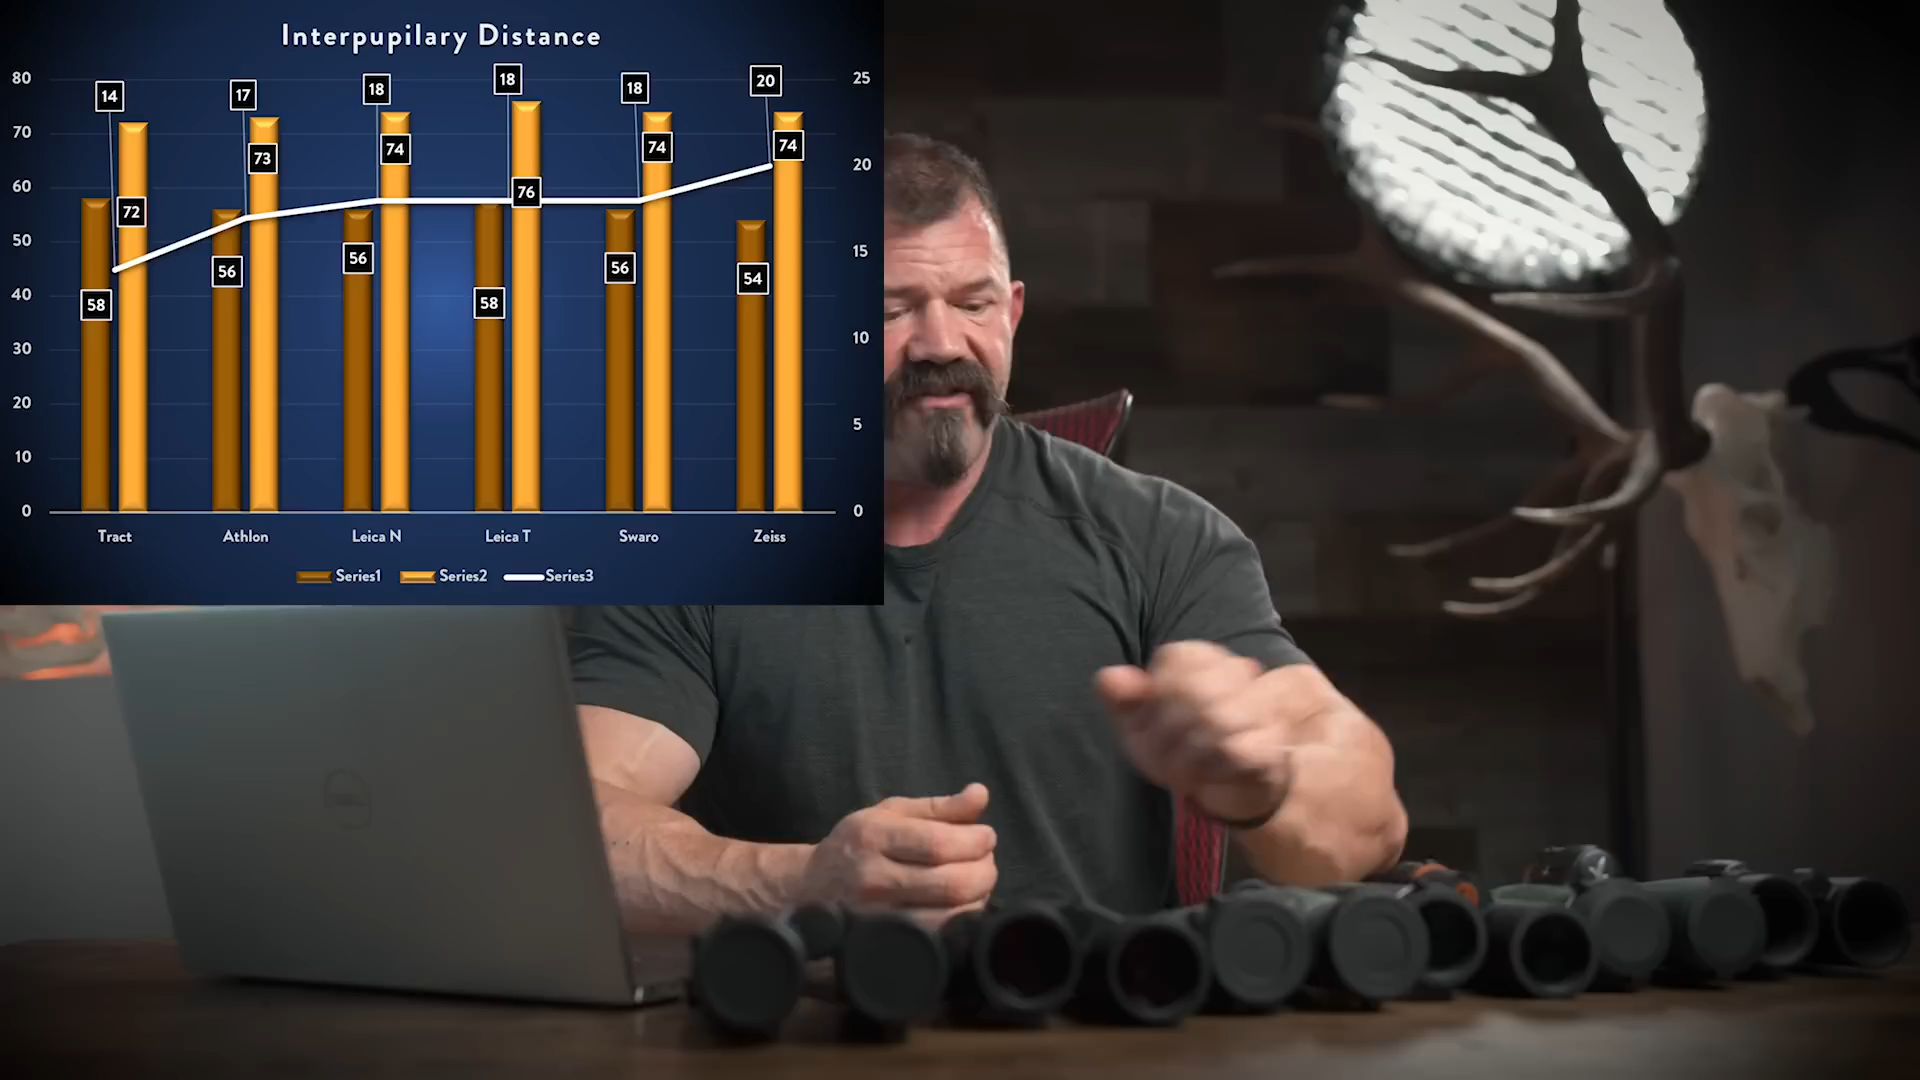 Interpupilary Distance
80 25
14 17 18 18 18 20
70
72 73 74 76 74 74
60 20
50 15
58 56 56 58 56 54
40
30 10
20 5
10
0 0
Tract Athlon Leica N Leica T Swaro Zeiss
Series1 Series2 Series3